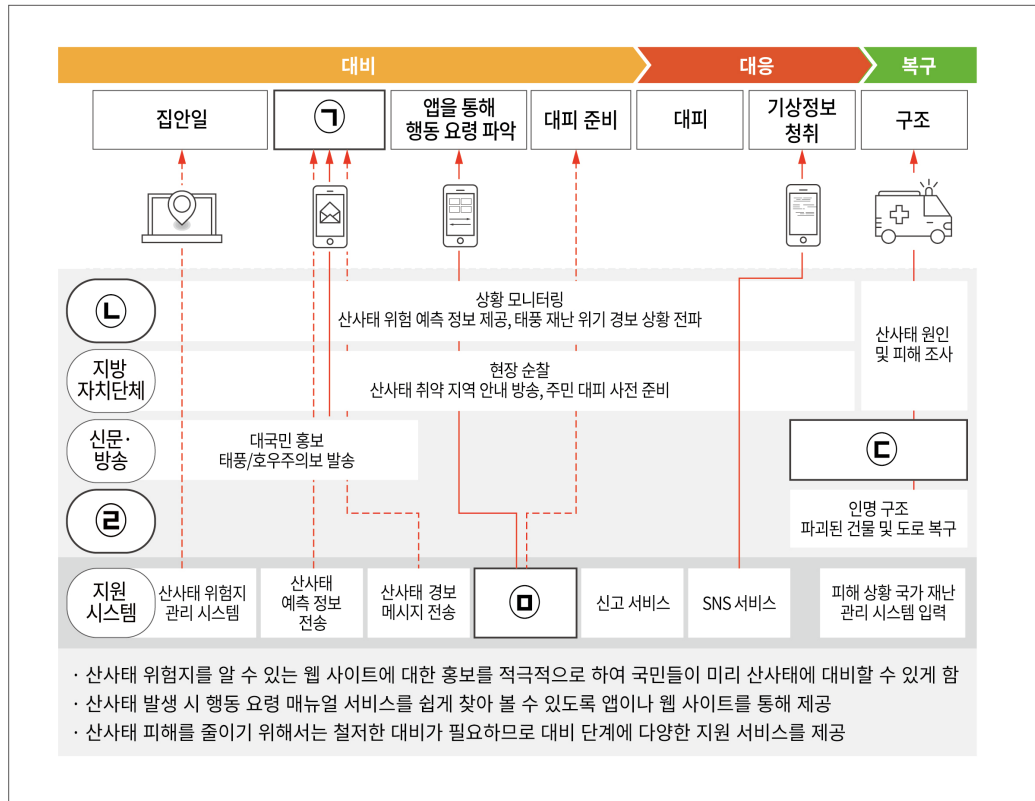 대비
대응
복구
집안일
㉠
앱을 통해
행동 요령 파악
대피 준비
대피
기상정보
청취
구조
㉡
상황 모니터링
산사태 위험 예측 정보 제공, 태풍 재난 위기 경보 상황 전파
산사태 원인
및 피해 조사
지방
자치단체
현장 순찰
산사태 취약 지역 안내 방송, 주민 대피 사전 준비
신문·
방송
대국민 홍보
태풍/호우주의보 발송
㉢
㉣
인명 구조
파괴된 건물 및 도로 복구
지원
시스템
산사태 위험지
관리 시스템
산사태
예측 정보
전송
산사태 경보
메시지 전송
㉤
신고 서비스
SNS 서비스
피해 상황 국가 재난
관리 시스템 입력
· 산사태 위험지를 알 수 있는 웹 사이트에 대한 홍보를 적극적으로 하여 국민들이 미리 산사태에 대비할 수 있게 함
· 산사태 발생 시 행동 요령 매뉴얼 서비스를 쉽게 찾아 볼 수 있도록 앱이나 웹 사이트를 통해 제공
· 산사태 피해를 줄이기 위해서는 철저한 대비가 필요하므로 대비 단계에 다양한 지원 서비스를 제공